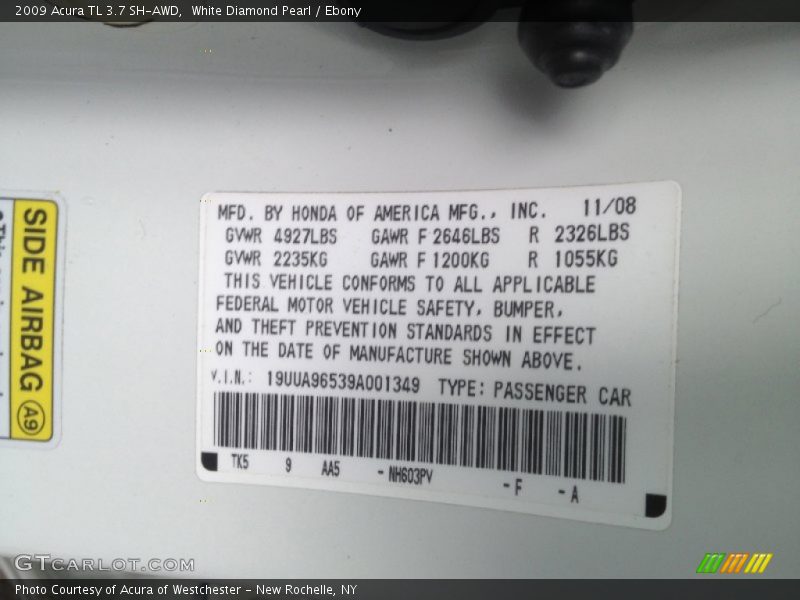 2009 Acura TL 3.7 SH-AWD, White Diamond Pearl / Ebony
SIDE AIRBAG A9
MFD. BY HONDA OF AMERICA MFG., INC. 11/08
GVWR 4927LBS GAWR F 2646LBS R 2326LBS
GVWR 2235KG GAWR F 1200KG R 1055KG
THIS VEHICLE CONFORMS TO ALL APPLICABLE
FEDERAL MOTOR VEHICLE SAFETY, BUMPER,
AND THEFT PREVENTION STANDARDS IN EFFECT
ON THE DATE OF MANUFACTURE SHOWN ABOVE.
V.I.N.: 19UUA96539A001349 TYPE: PASSENGER CAR
TK5 9 AA5 - NH603PV - F - A
GTCARLOT.COM
Photo Courtesy of Acura of Westchester - New Rochelle, NY